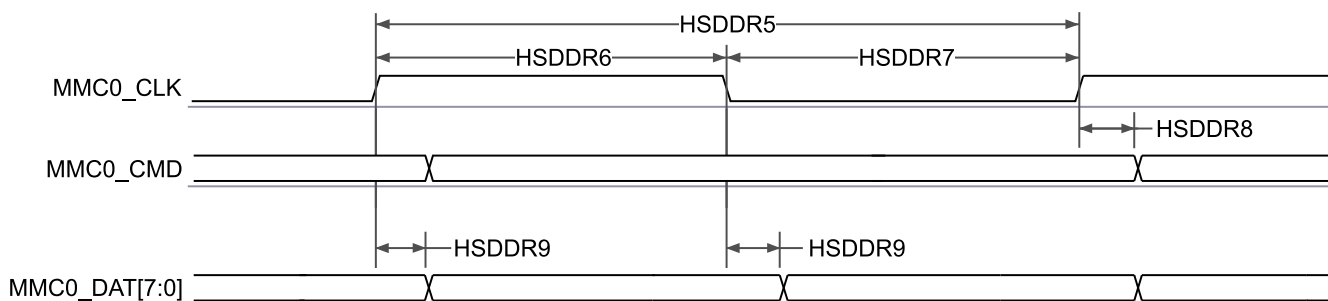 HSDDR5
HSDDR6 HSDDR7
MMC0_CLK
HSDDR8
MMC0_CMD
HSDDR9 HSDDR9
MMC0_DAT[7:0]